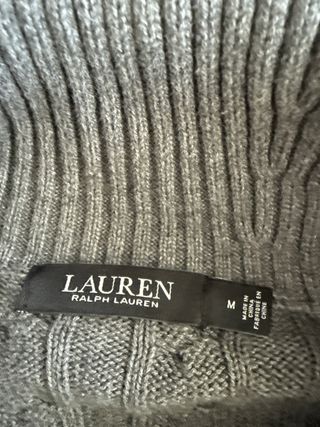 LAUREN
RALPH LAUREN
M
MADE IN
CHINA
FABRIQUÉ EN
CHINE